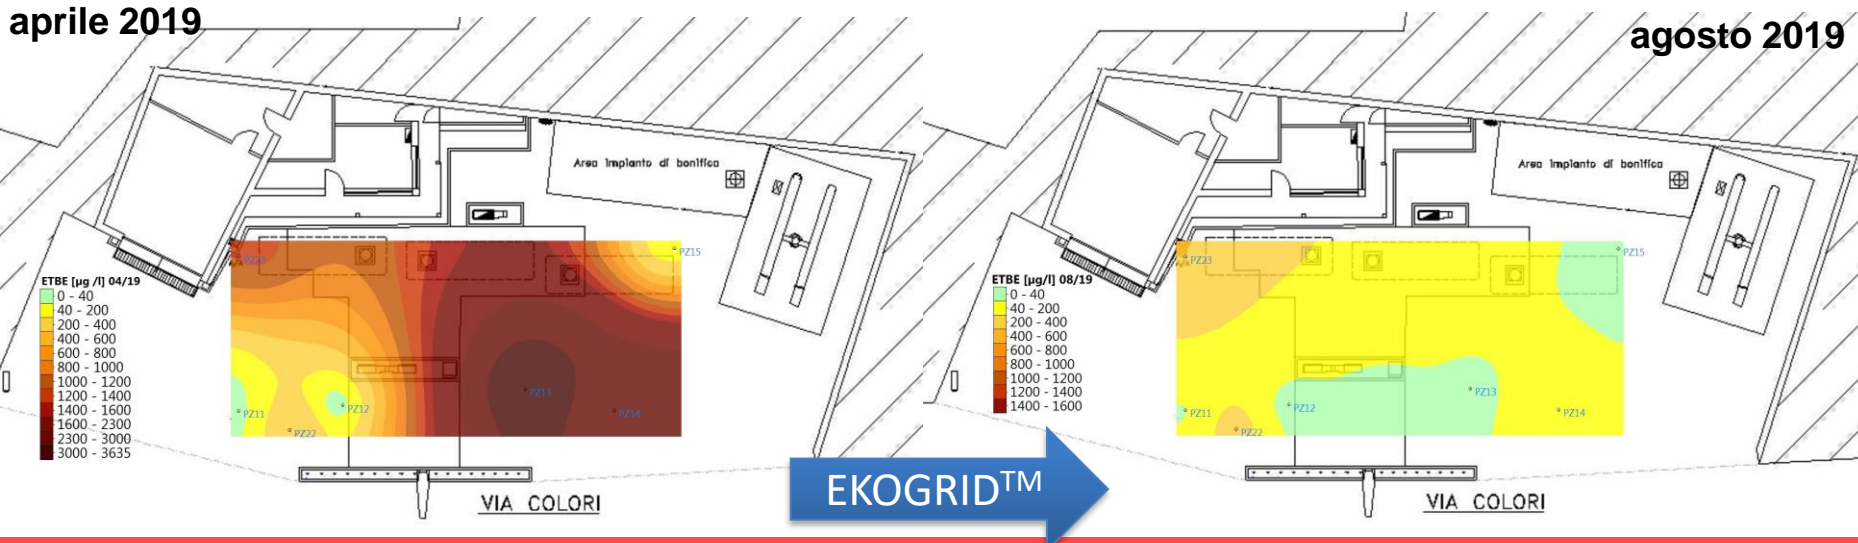 aprile 2019
agosto 2019
Area implanto di bonifica
PZ23
PZ15
ETBE [µg /l] 04/19
0 - 40
40 - 200
200 - 400
400 - 600
600 - 800
800 - 1000
1000 - 1200
1200 - 1400
1400 - 1600
1600 - 2300
2300 - 3000
3000 - 3635
PZ11
PZ12
PZ22
PZ13
PZ14
VIA COLORI
EKOGRID™
Area implanto di bonifica
PZ23
PZ15
ETBE [µg/l] 08/19
0 - 40
40 - 200
200 - 400
400 - 600
600 - 800
800 - 1000
1000 - 1200
1200 - 1400
1400 - 1600
PZ11
PZ12
PZ22
PZ13
PZ14
VIA COLORI